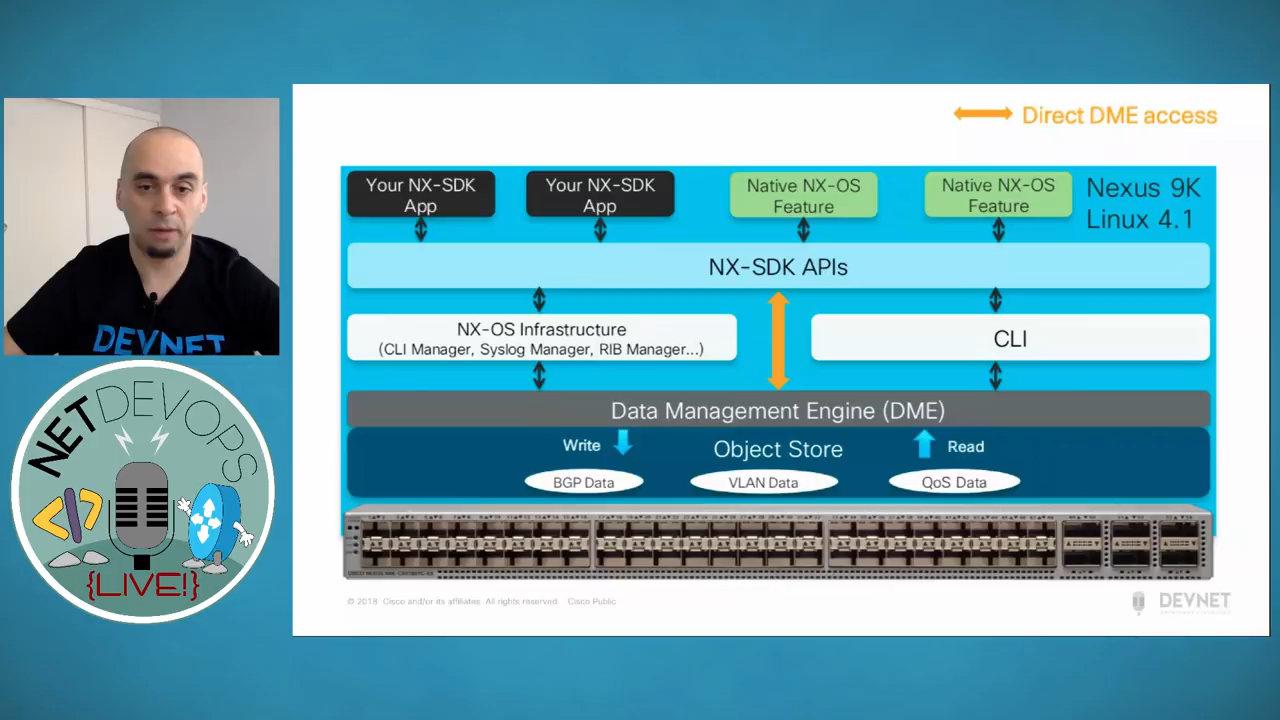 Direct DME access
Your NX-SDK
App
Your NX-SDK
App
Native NX-OS
Feature
Native NX-OS
Feature
Nexus 9K
Linux 4.1
NX-SDK APIs
NX-OS Infrastructure
(CLI Manager, Syslog Manager, RIB Manager...)
CLI
Data Management Engine (DME)
Write
Object Store
Read
BGP Data
VLAN Data
QoS Data
© 2018 Cisco and/or its affiliates. All rights reserved. Cisco Public
DEVNET
DEVNET
NETDEVOPS
{LIVE!}